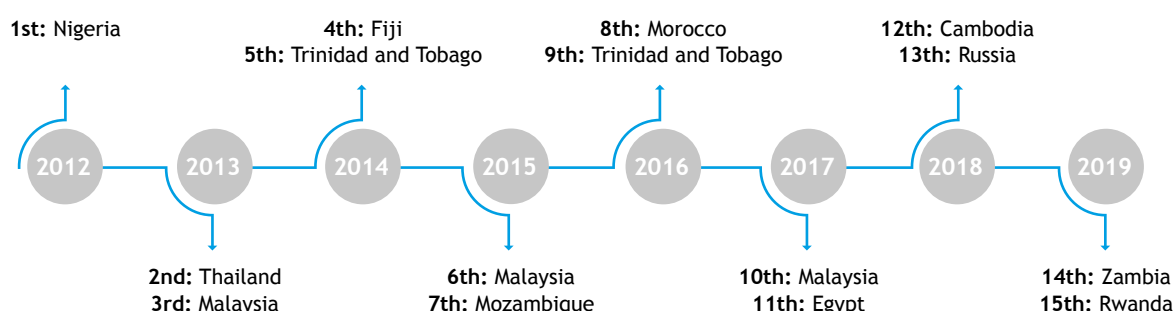 1st: Nigeria
4th: Fiji
5th: Trinidad and Tobago
8th: Morocco
9th: Trinidad and Tobago
12th: Cambodia
13th: Russia
2012
2013
2014
2015
2016
2017
2018
2019
2nd: Thailand
3rd: Malaysia
6th: Malaysia
7th: Mozambique
10th: Malaysia
11th: Egypt
14th: Zambia
15th: Rwanda